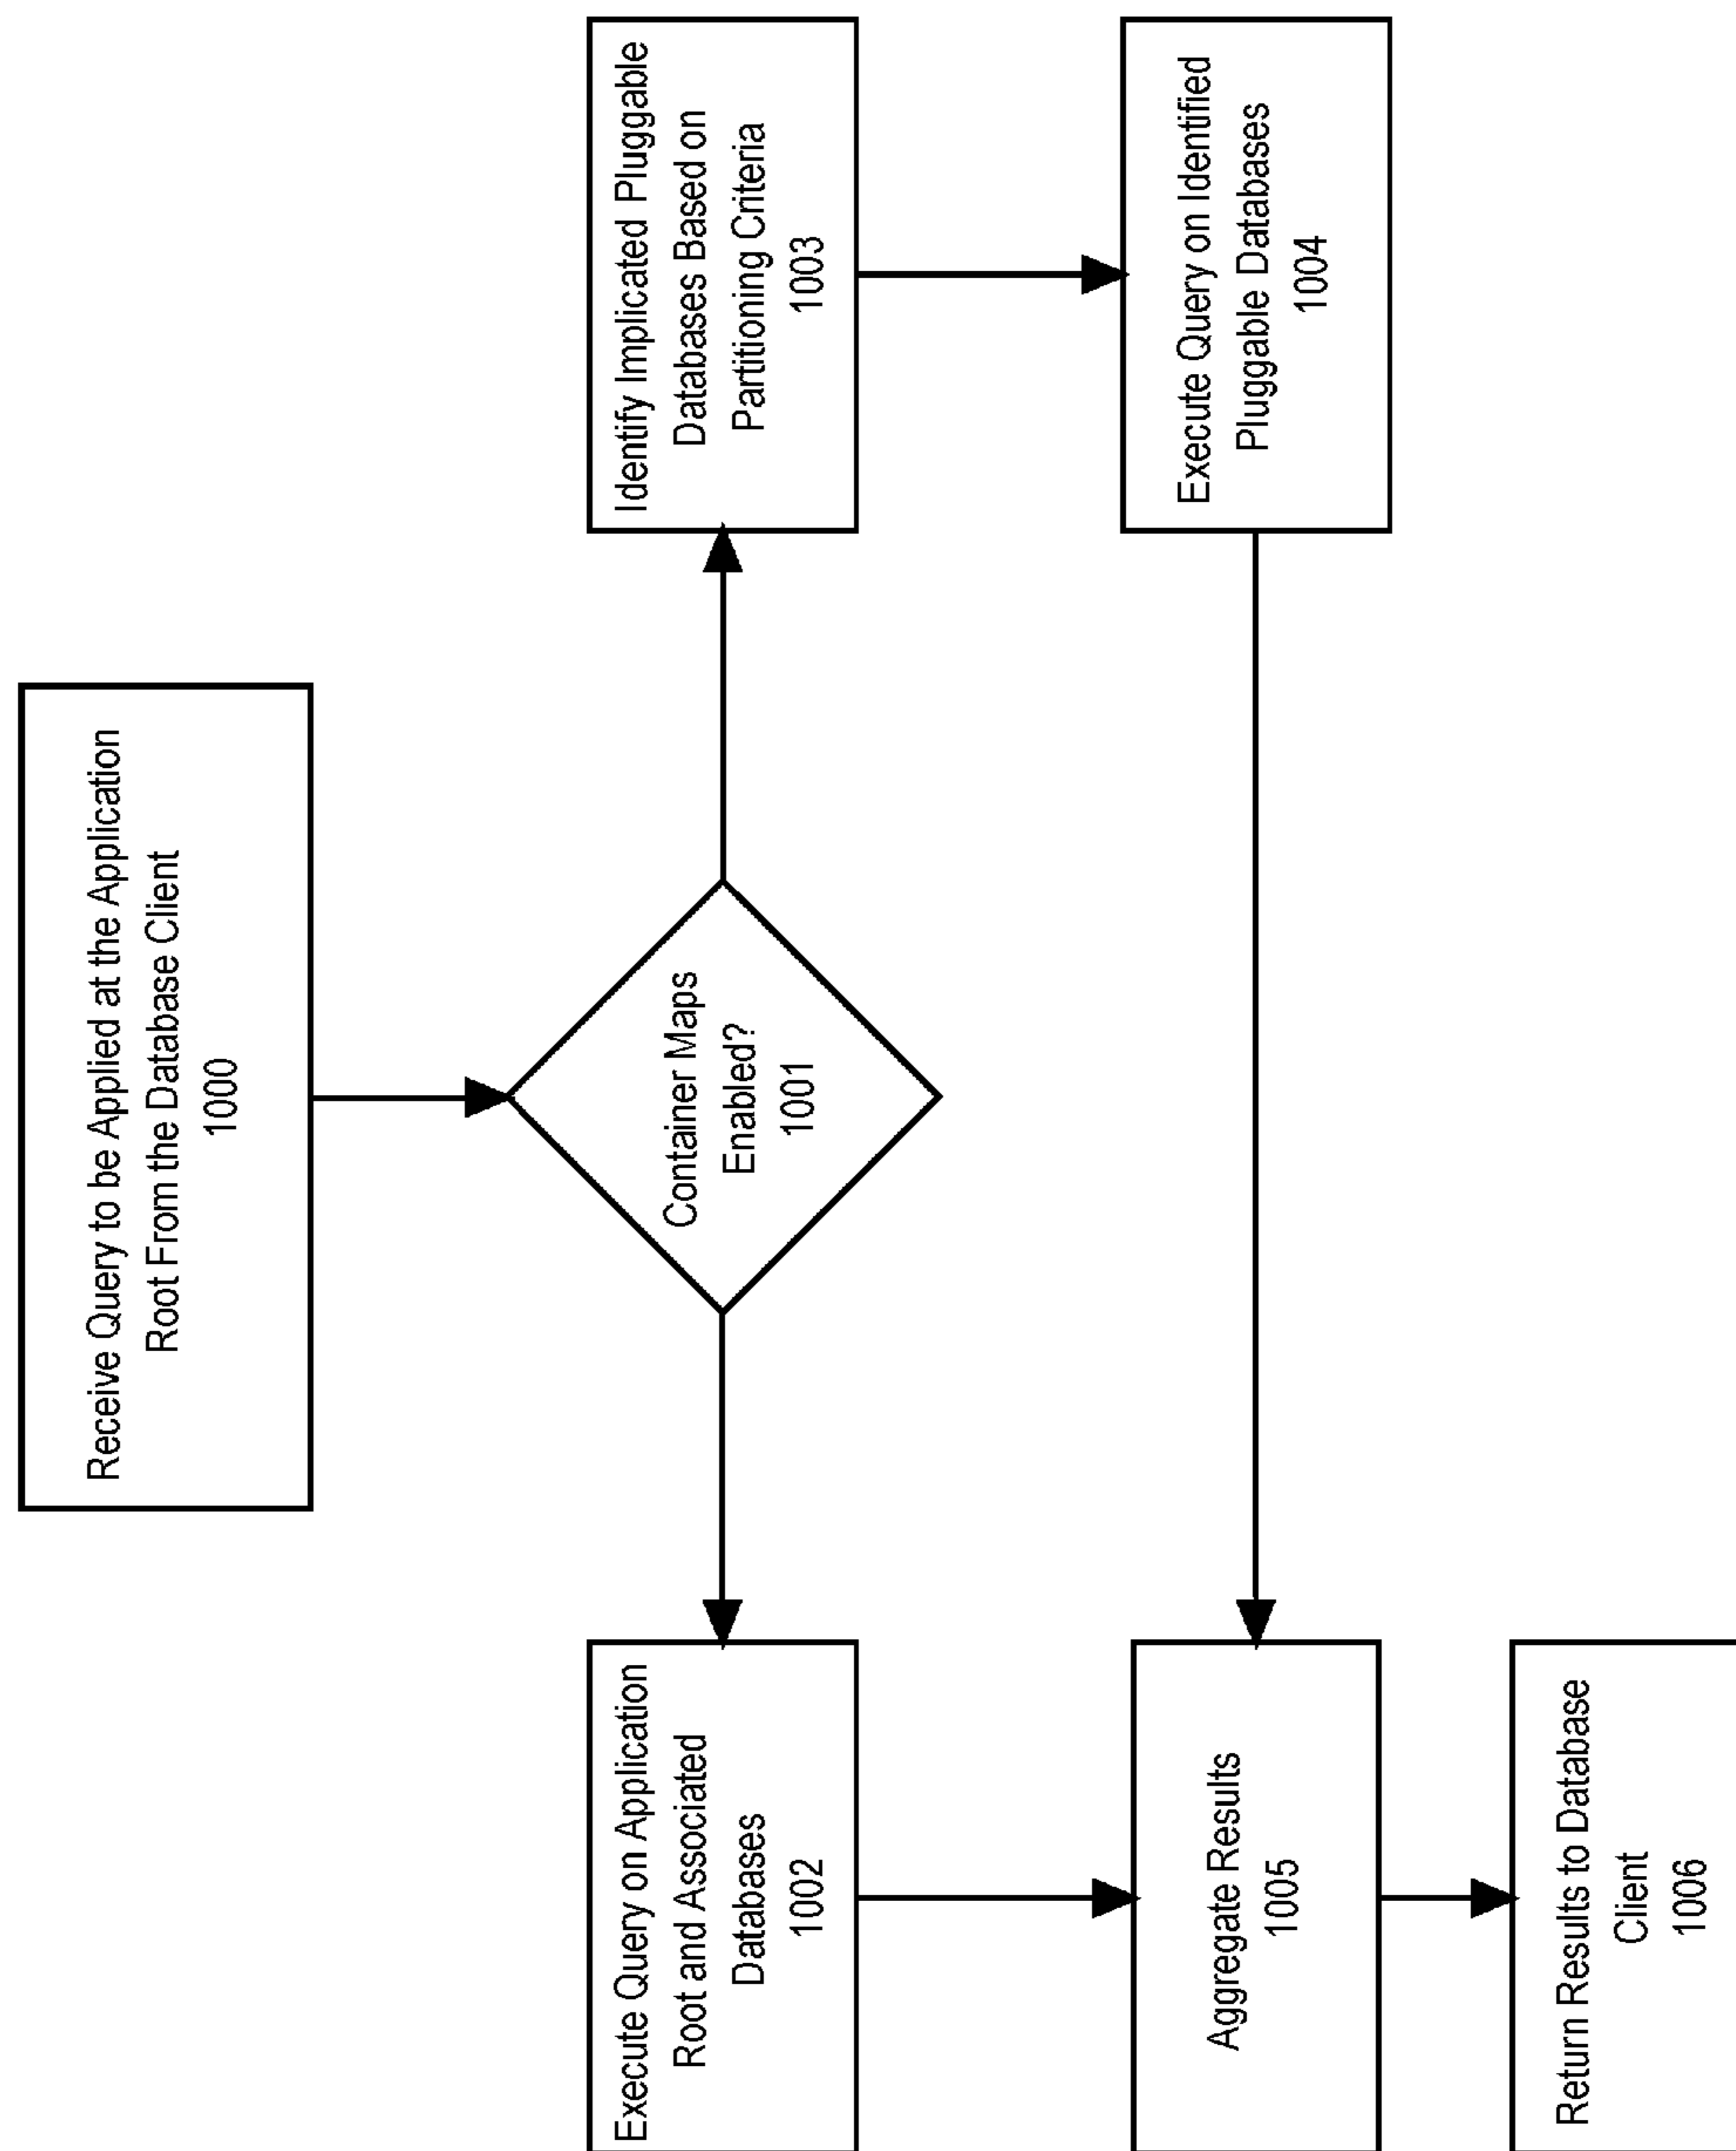 Receive Query to be Applied at the Application
Root From the Database Client
1000
Container Maps
Enabled?
1001
Execute Query on Application
Root and Associated
Databases
1002
Identify Implicated Pluggable
Databases Based on
Partitioning Criteria
1003
Execute Query on Identified
Pluggable Databases
1004
Aggregate Results
1005
Return Results to Database
Client
1006